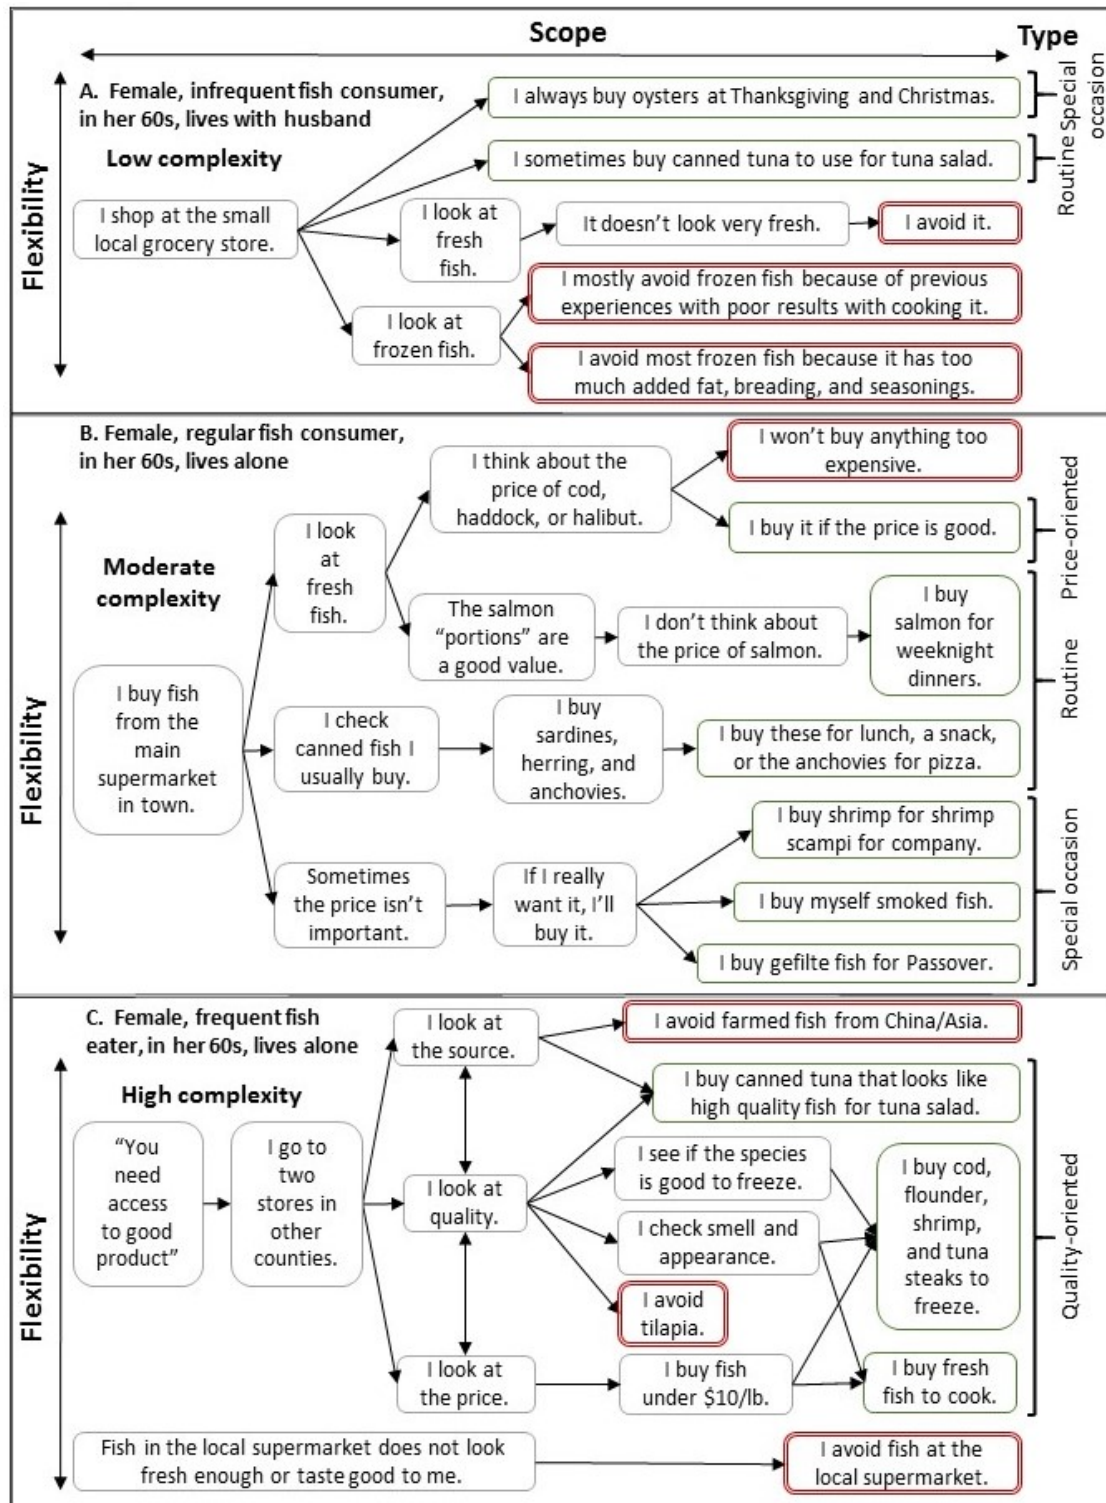 Scope
Type
Flexibility
A. Female, infrequent fish consumer,
in her 60s, lives with husband
Low complexity
I shop at the small
local grocery store.
I always buy oysters at Thanksgiving and Christmas.
I sometimes buy canned tuna to use for tuna salad.
I look at
fresh
fish.
It doesn't look very fresh.
I avoid it.
I look at
frozen fish.
I mostly avoid frozen fish because of previous
experiences with poor results with cooking it.
I avoid most frozen fish because it has too
much added fat, breading, and seasonings.
Special
occasion
Routine
Flexibility
B. Female, regular fish consumer,
in her 60s, lives alone
Moderate
complexity
I buy fish
from the
main
supermarket
in town.
I look
at
fresh
fish.
I think about the
price of cod,
haddock, or halibut.
I won't buy anything too
expensive.
I buy it if the price is good.
The salmon
“portions” are
a good value.
I don't think about
the price of salmon.
I buy
salmon for
weeknight
dinners.
I check
canned fish I
usually buy.
I buy
sardines,
herring, and
anchovies.
I buy these for lunch, a snack,
or the anchovies for pizza.
Sometimes
the price isn't
important.
If I really
want it, I'll
buy it.
I buy shrimp for shrimp
scampi for company.
I buy myself smoked fish.
I buy gefilte fish for Passover.
Price-oriented
Routine
Special occasion
Flexibility
C. Female, frequent fish
eater, in her 60s, lives alone
High complexity
“You
need
access
to good
product”
I go to
two
stores in
other
counties.
I look at
the source.
I avoid farmed fish from China/Asia.
I buy canned tuna that looks like
high quality fish for tuna salad.
I look at
quality.
I see if the species
is good to freeze.
I check smell and
appearance.
I avoid
tilapia.
I buy cod,
flounder,
shrimp,
and tuna
steaks to
freeze.
I look at
the price.
I buy fish
under $10/lb.
I buy fresh
fish to cook.
Fish in the local supermarket does not look
fresh enough or taste good to me.
I avoid fish at the
local supermarket.
Quality-oriented